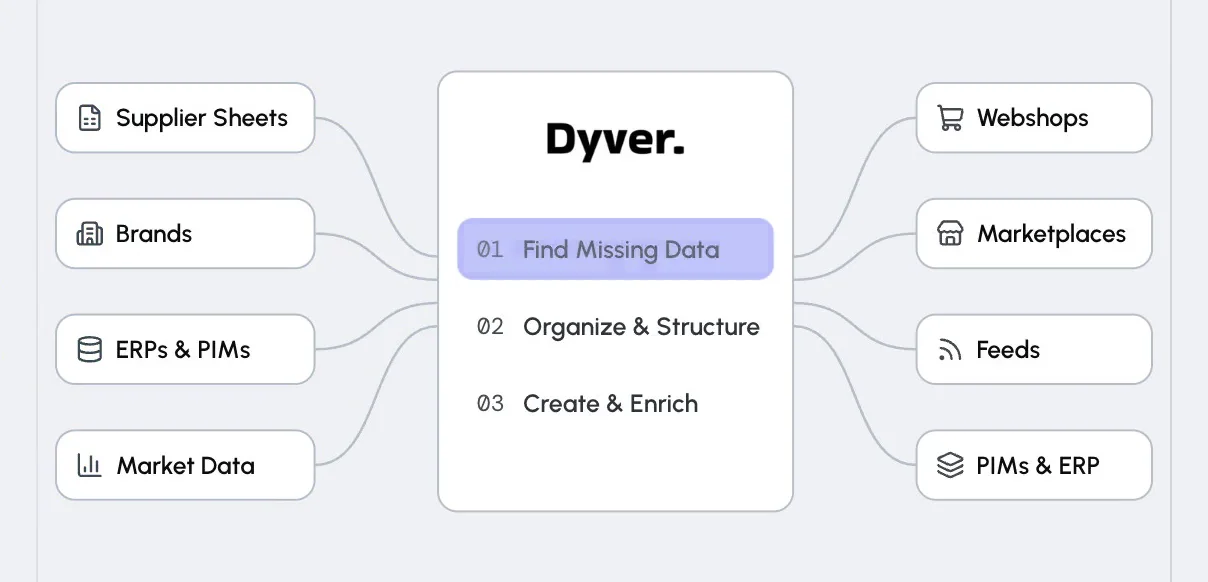 Supplier Sheets
Brands
ERPs & PIMs
Market Data
Dyver.
01 Find Missing Data
02 Organize & Structure
03 Create & Enrich
Webshops
Marketplaces
Feeds
PIMs & ERP